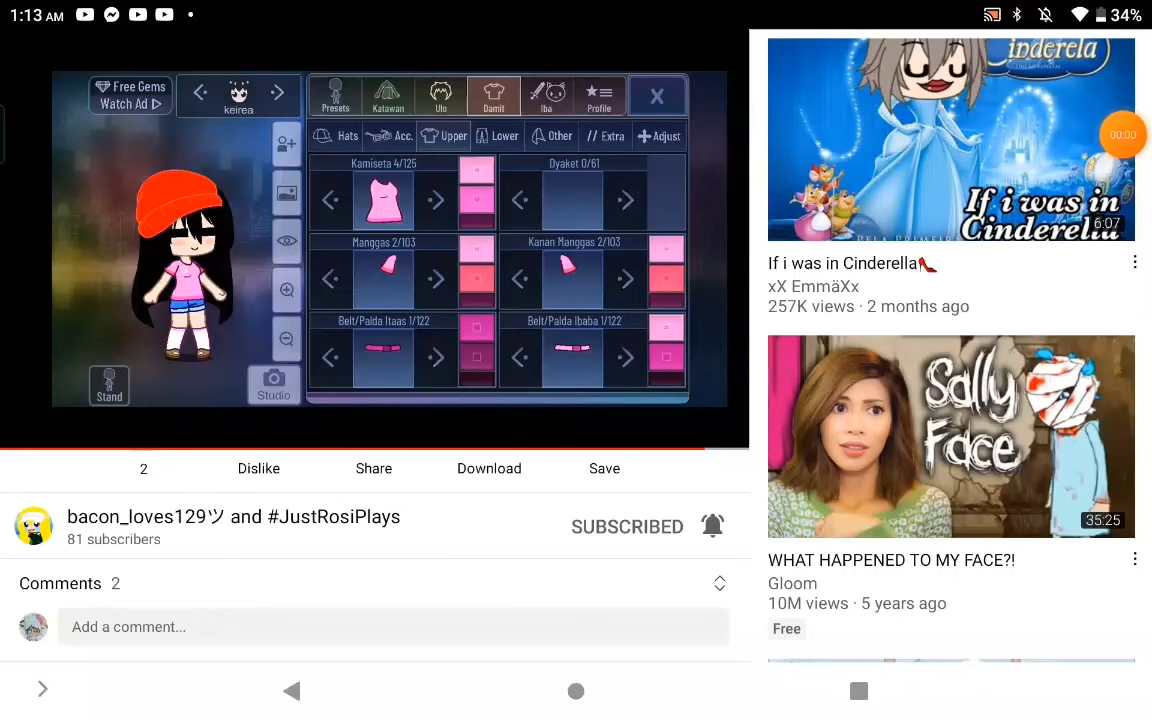 1:13 AM
34%
Free Gems
Watch Ad
keirea
Presets
Katawan
Ulo
Damit
Iba
Profile
X
Hats
Acc.
Upper
Lower
Other
Extra
Adjust
Kamiseta 4/125
Dyaket 0/61
Manggas 2/103
Kanan Manggas 2/103
Belt/Palda Itaas 1/122
Belt/Palda Ibaba 1/122
Stand
Studio
2
Dislike
Share
Download
Save
bacon_loves129ツ and #JustRosiPlays
81 subscribers
SUBSCRIBED
Comments 2
Add a comment...
00:00
If i was in
Cinderella
6:07
If i was in Cinderella👠
xX EmmäXx
257K views · 2 months ago
Sally
Face
35:25
WHAT HAPPENED TO MY FACE?!
Gloom
10M views · 5 years ago
Free